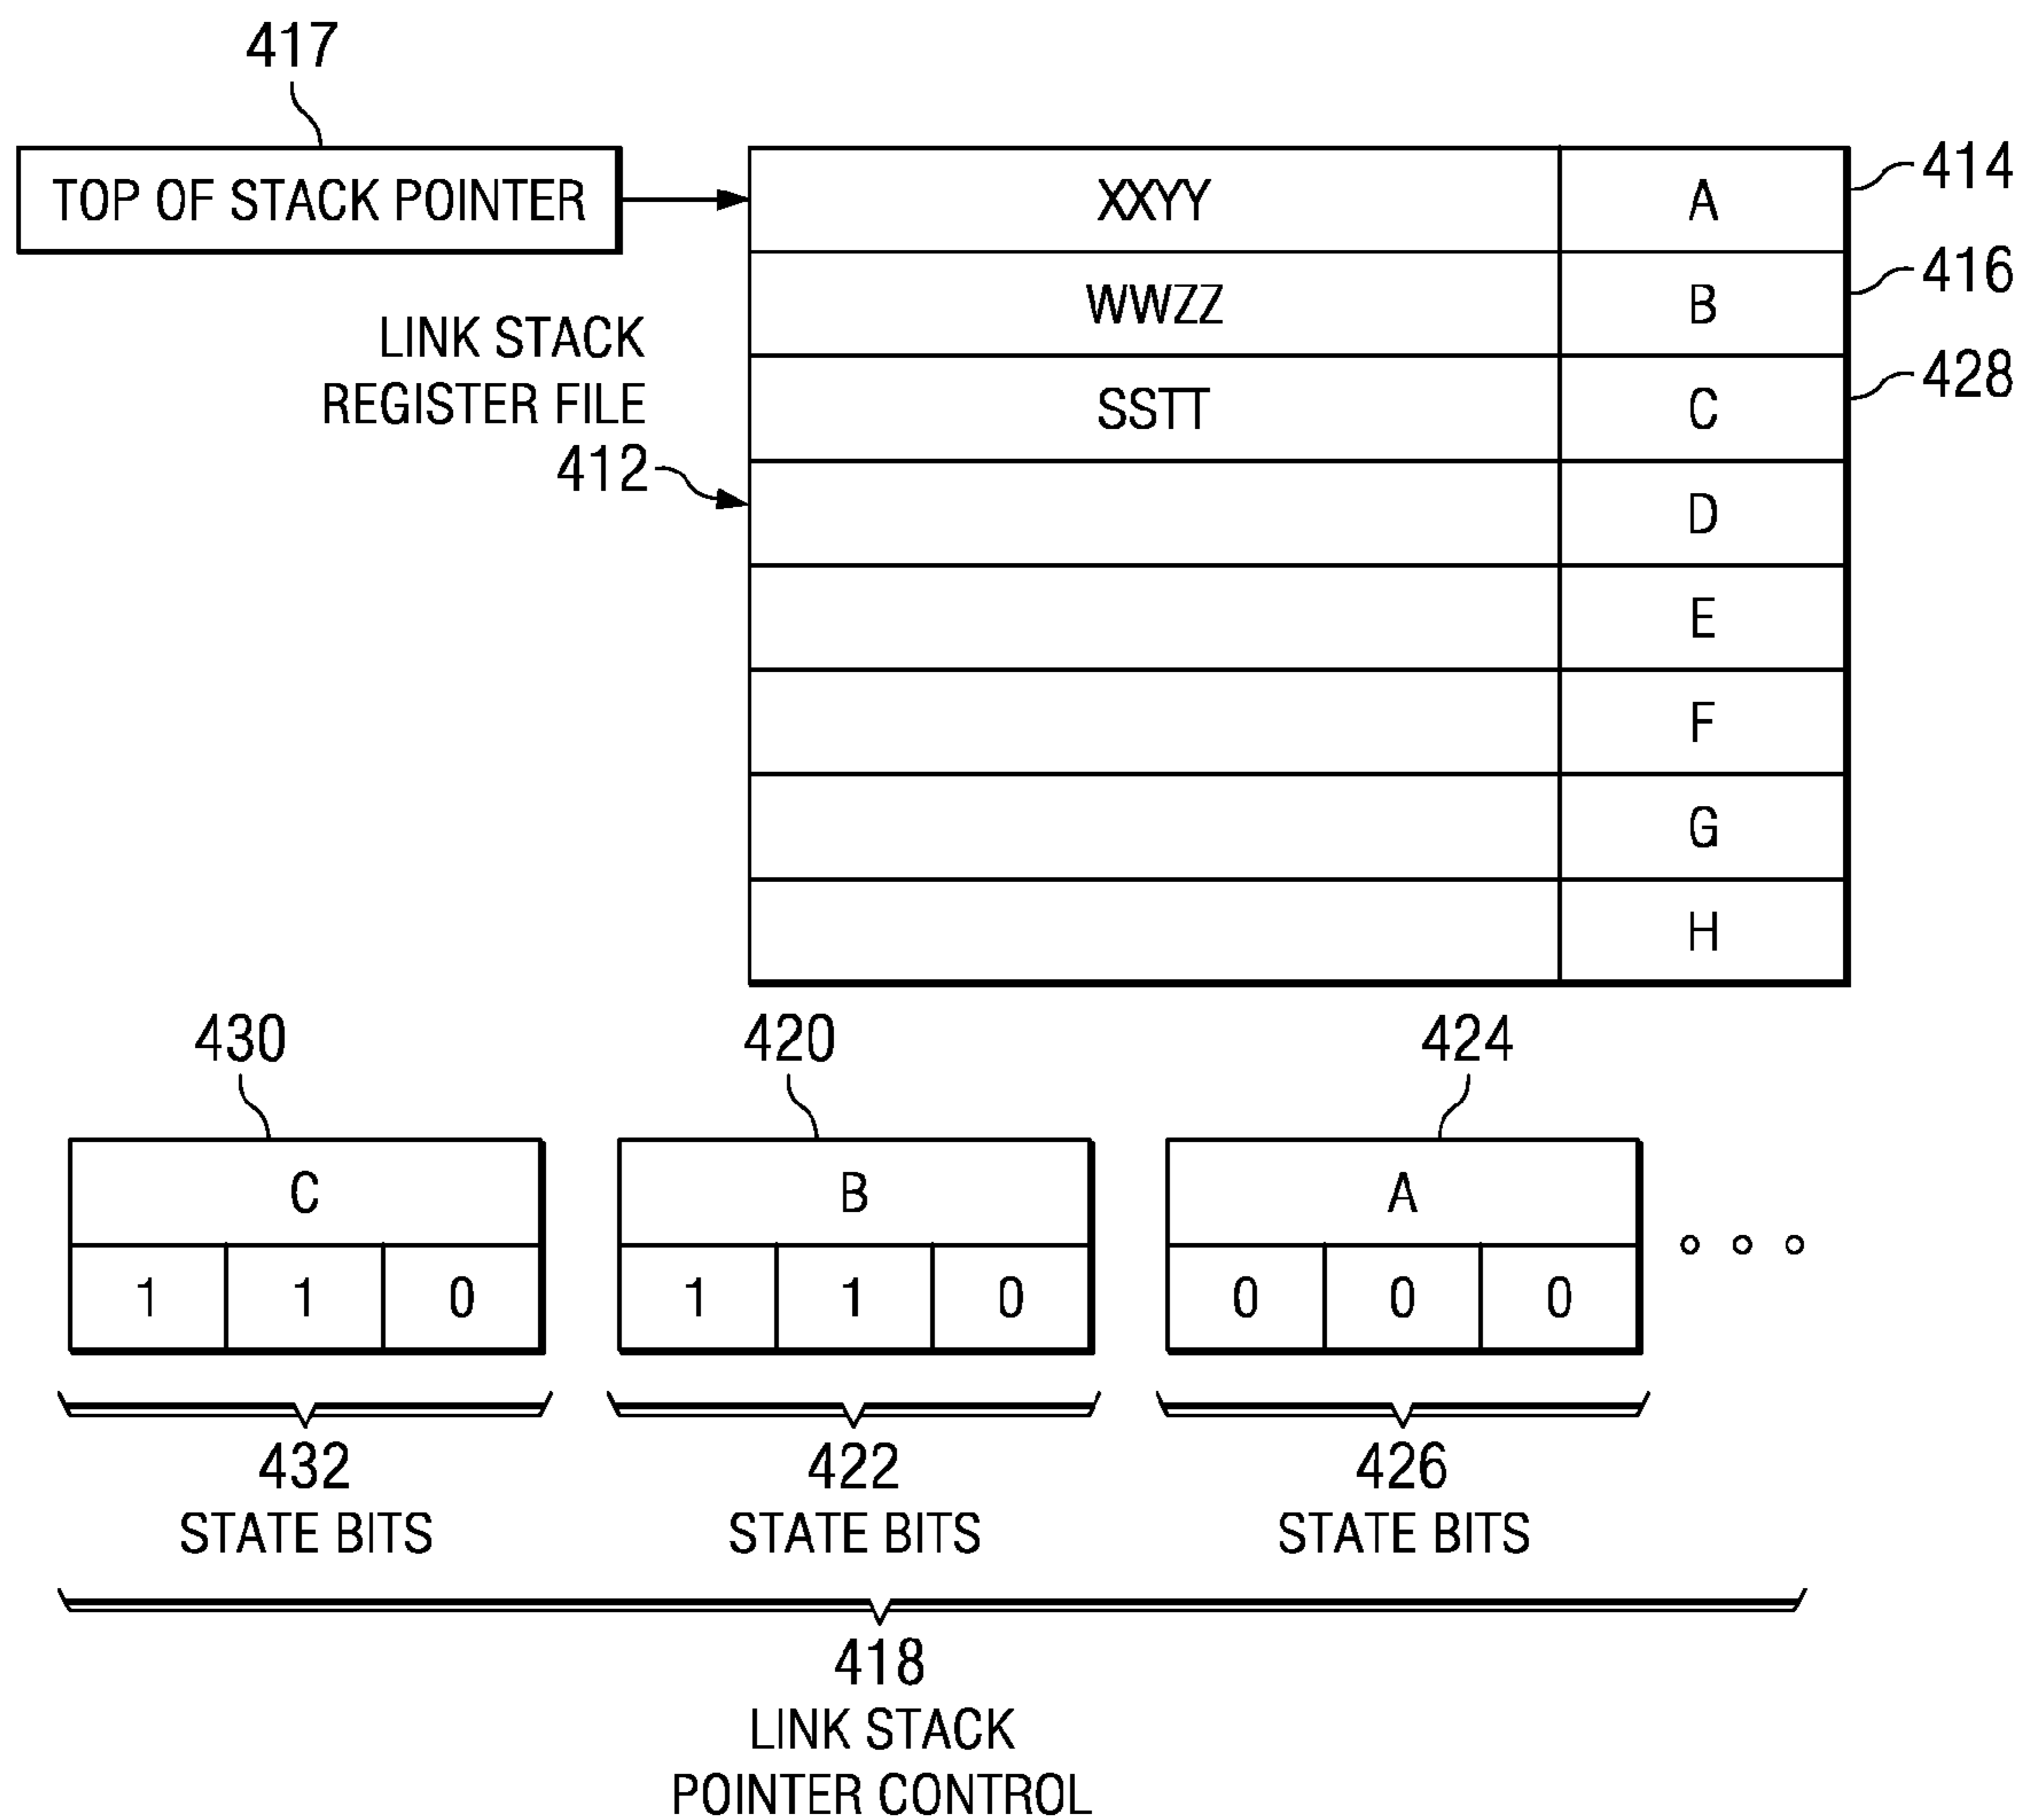 417
TOP OF STACK POINTER
XXYY A 414
WWZZ B 416
LINK STACK
REGISTER FILE
412
SSTT C 428
D
E
F
G
H
430 420 424
C B A
1 1 0 1 1 0 0 0 0
432 422 426
STATE BITS STATE BITS STATE BITS
418
LINK STACK
POINTER CONTROL